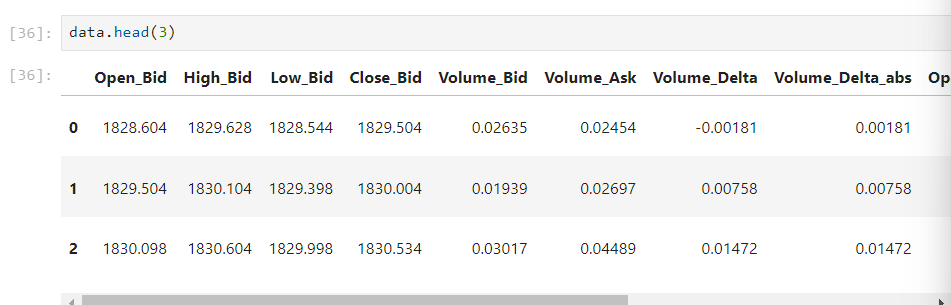 [36]: data.head(3)
[36]: Open_Bid High_Bid Low_Bid Close_Bid Volume_Bid Volume_Ask Volume_Delta Volume_Delta_abs Op
0 1828.604 1829.628 1828.544 1829.504 0.02635 0.02454 -0.00181 0.00181
1 1829.504 1830.104 1829.398 1830.004 0.01939 0.02697 0.00758 0.00758
2 1830.098 1830.604 1829.998 1830.534 0.03017 0.04489 0.01472 0.01472